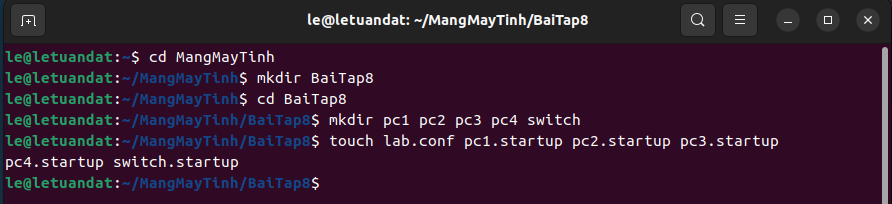 le@letuandat: ~/MangMayTinh/BaiTap8
le@letuandat:~$ cd MangMayTinh
le@letuandat:~/MangMayTinh$ mkdir BaiTap8
le@letuandat:~/MangMayTinh$ cd BaiTap8
le@letuandat:~/MangMayTinh/BaiTap8$ mkdir pc1 pc2 pc3 pc4 switch
le@letuandat:~/MangMayTinh/BaiTap8$ touch lab.conf pc1.startup pc2.startup pc3.startup
pc4.startup switch.startup
le@letuandat:~/MangMayTinh/BaiTap8$